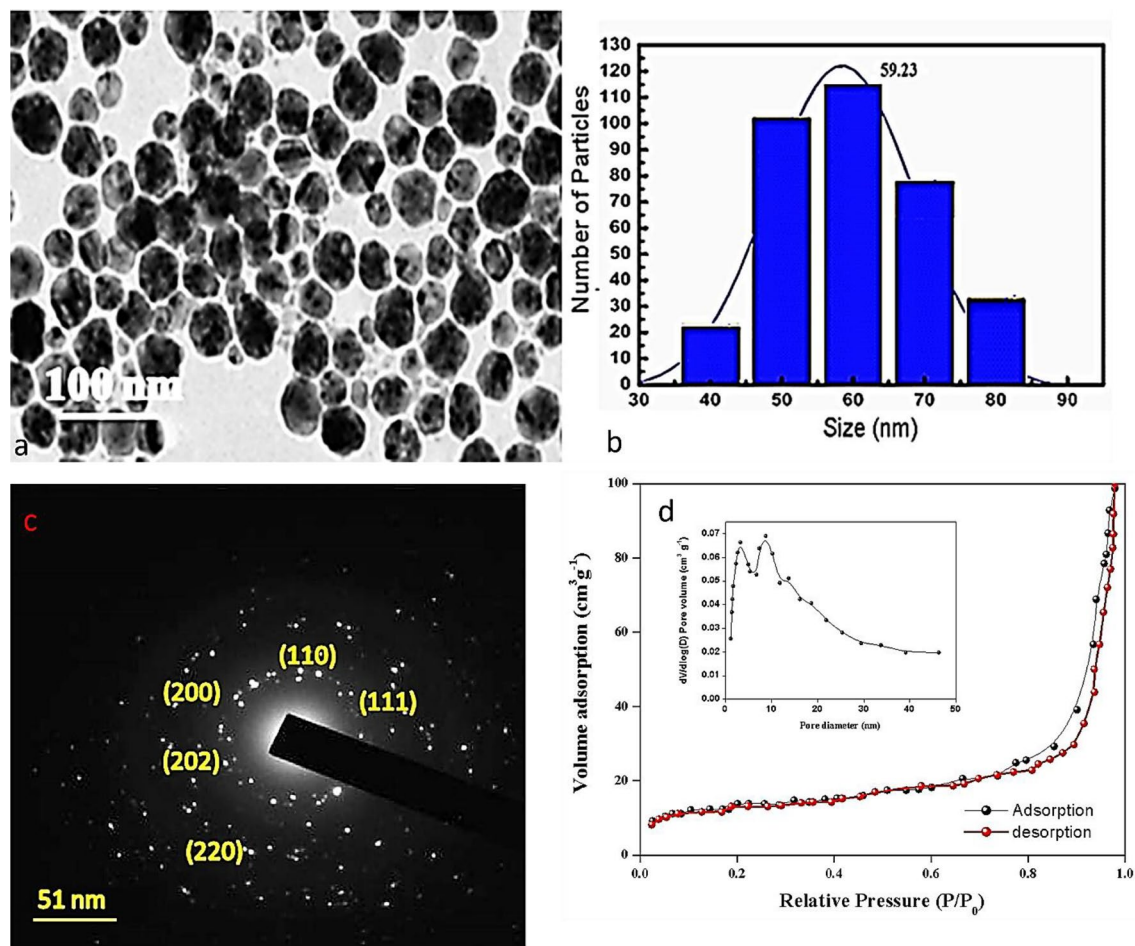 100 nm
a
130
120
110
100
90
80
70
60
50
40
30
20
10
0
Number of Particles
59.23
30 40 50 60 70 80 90
Size (nm)
b
c
(110)
(200)
(111)
(202)
(220)
51 nm
d
100
80
60
40
20
0
Volume adsorption (cm³g⁻¹)
0.07
0.06
0.05
0.04
0.03
0.02
0.01
0.00
dV/dlog(D) Pore volume (cm³ g⁻¹)
0 10 20 30 40 50
Pore diameter (nm)
Adsorption
desorption
0.0 0.2 0.4 0.6 0.8 1.0
Relative Pressure (P/P₀)